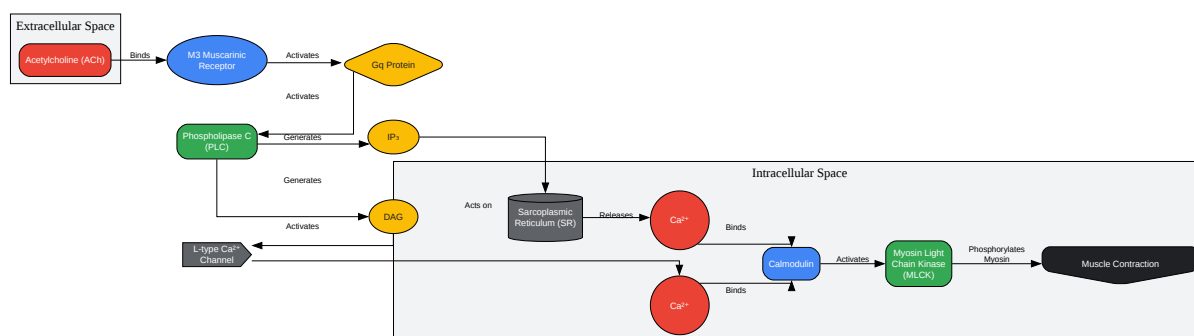 Extracellular Space
Acetylcholine (ACh)
Binds
M3 Muscarinic
Receptor
Activates
Gq Protein
Activates
Phospholipase C
(PLC)
Generates
IP₃
Generates
DAG
Activates
L-type Ca²⁺
Channel
Intracellular Space
Acts on
Sarcoplasmic
Reticulum (SR)
Releases
Ca²⁺
Binds
Ca²⁺
Binds
Calmodulin
Activates
Myosin Light
Chain Kinase
(MLCK)
Phosphorylates
Myosin
Muscle Contraction